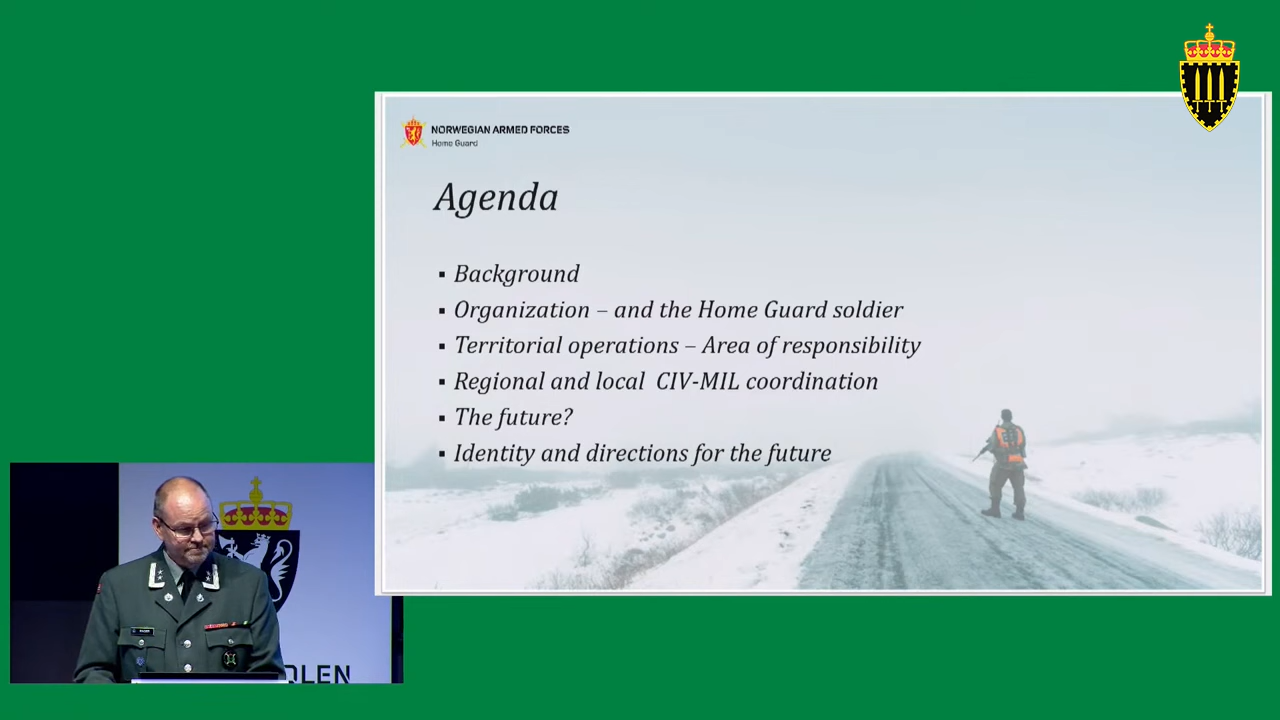 NORWEGIAN ARMED FORCES
Home Guard
Agenda
▪ Background
▪ Organization – and the Home Guard soldier
▪ Territorial operations – Area of responsibility
▪ Regional and local  CIV-MIL coordination
▪ The future?
▪ Identity and directions for the future
OLEN